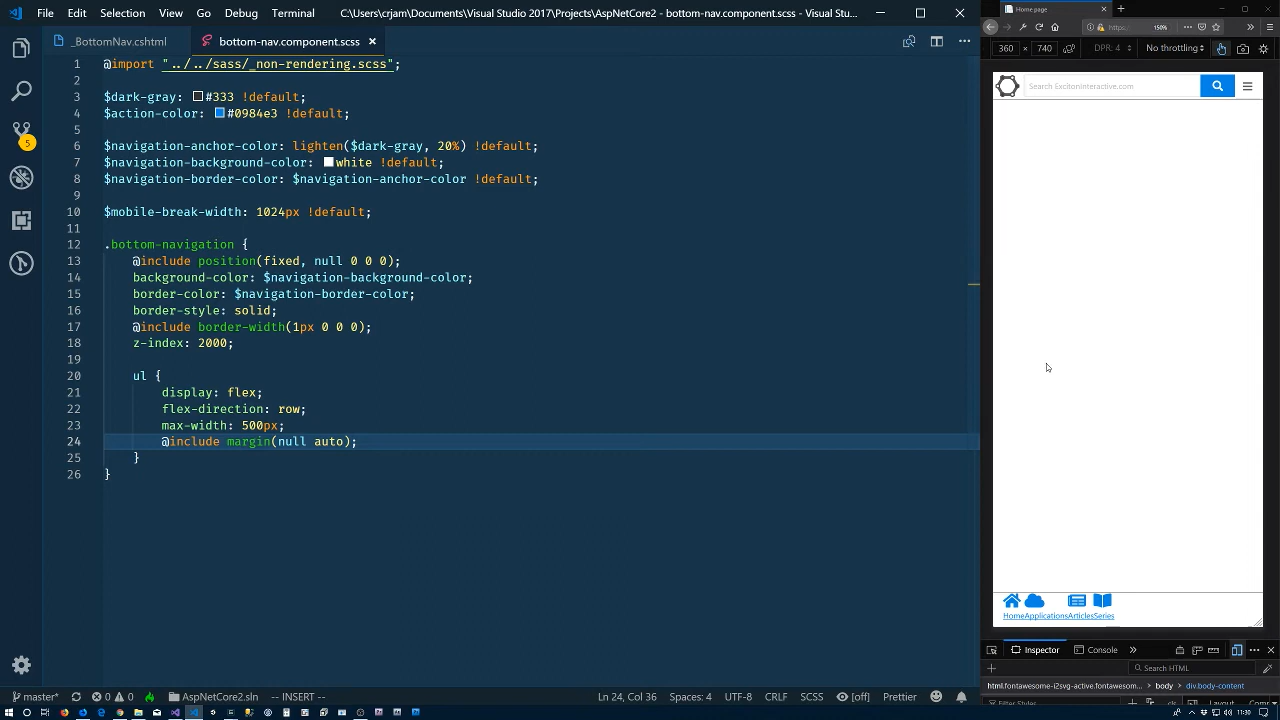 File Edit Selection View Go Debug Terminal C:\Users\crjam\Documents\Visual Studio 2017\Projects\AspNetCore2 - bottom-nav.component.scss - Visual Stu...
_BottomNav.cshtml bottom-nav.component.scss
1 @import "../../sass/_non-rendering.scss";
2
3 $dark-gray: #333 !default;
4 $action-color: #0984e3 !default;
5
6 $navigation-anchor-color: lighten($dark-gray, 20%) !default;
7 $navigation-background-color: white !default;
8 $navigation-border-color: $navigation-anchor-color !default;
9
10 $mobile-break-width: 1024px !default;
11
12 .bottom-navigation {
13 @include position(fixed, null 0 0 0);
14 background-color: $navigation-background-color;
15 border-color: $navigation-border-color;
16 border-style: solid;
17 @include border-width(1px 0 0 0);
18 z-index: 2000;
19
20 ul {
21 display: flex;
22 flex-direction: row;
23 max-width: 500px;
24 @include margin(null auto);
25 }
26 }
5
master* 0 0 AspNetCore2.sln -- INSERT -- Ln 24, Col 36 Spaces: 4 UTF-8 CRLF SCSS [off] Prettier
Home page
https:// 150%
360 × 740 DPR: 4 No throttling
Search ExcitonInteractive.com
Home Applications Articles Series
Inspector Console
Search HTML
html.fontawesome-i2svg-active.fontawesom... body div.body-content
Filter Styles Layout Comp
11:30